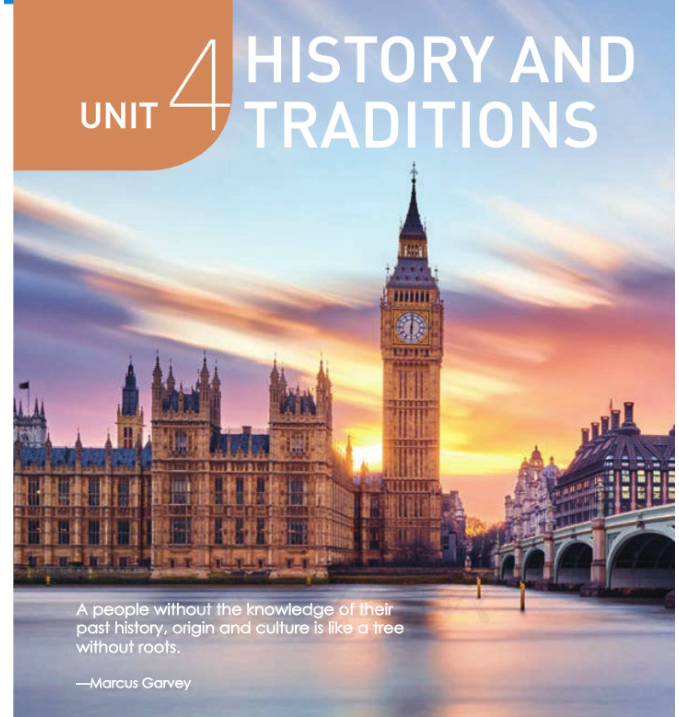 UNIT 4
HISTORY AND
TRADITIONS
A people without the knowledge of their
past history, origin and culture is like a tree
without roots.
—Marcus Garvey